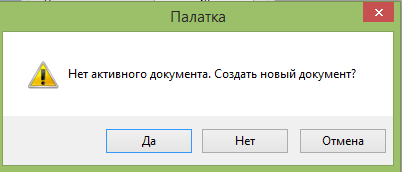 Палатка
Нет активного документа. Создать новый документ?
Да
Нет
Отмена